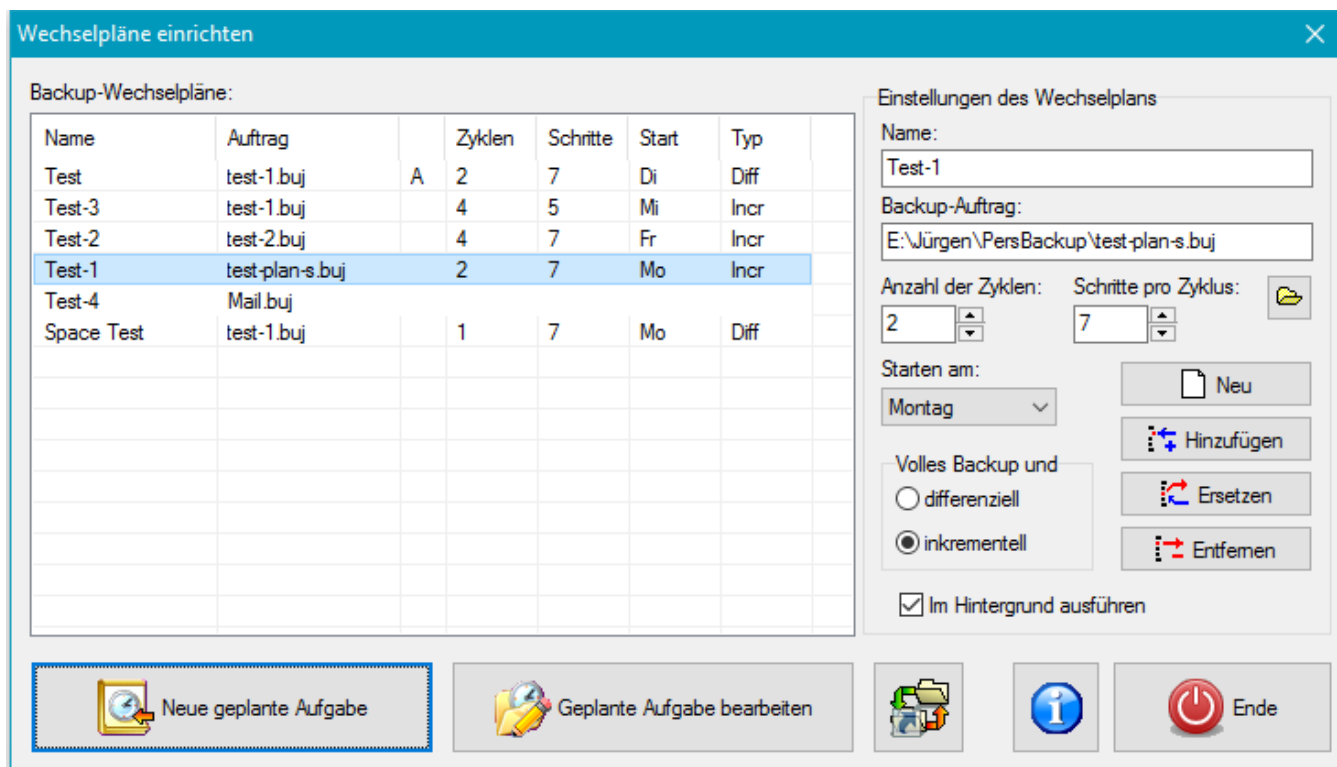 Wechselpläne einrichten
Backup-Wechselpläne:
Name Auftrag Zyklen Schritte Start Typ
Test test-1.buj A 2 7 Di Diff
Test-3 test-1.buj 4 5 Mi Incr
Test-2 test-2.buj 4 7 Fr Incr
Test-1 test-plan-s.buj 2 7 Mo Incr
Test-4 Mail.buj
Space Test test-1.buj 1 7 Mo Diff
Einstellungen des Wechselplans
Name:
Test-1
Backup-Auftrag:
E:\Jürgen\PersBackup\test-plan-s.buj
Anzahl der Zyklen: Schritte pro Zyklus:
2 7
Starten am:
Montag
Neu
Hinzufügen
Volles Backup und
differenziell
Ersetzen
inkrementell
Entfernen
Im Hintergrund ausführen
Neue geplante Aufgabe Geplante Aufgabe bearbeiten Ende